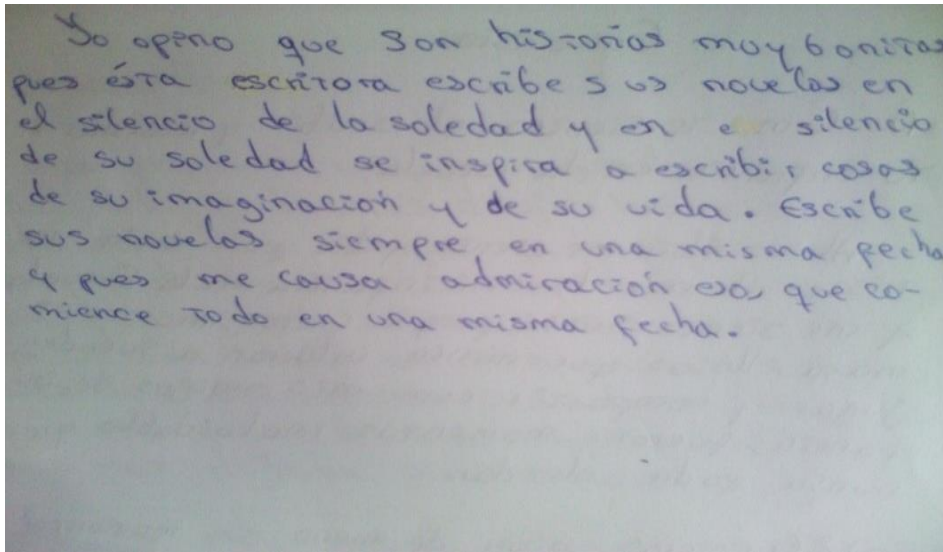 Yo opino que son historias muy bonitas
pues ésta escritora escribe sus novelas en
el silencio de la soledad y en el silencio
de su soledad se inspira a escribir cosas
de su imaginación y de su vida. Escribe
sus novelas siempre en una misma fecha
y pues me causa admiración eso, que co-
mience todo en una misma fecha.